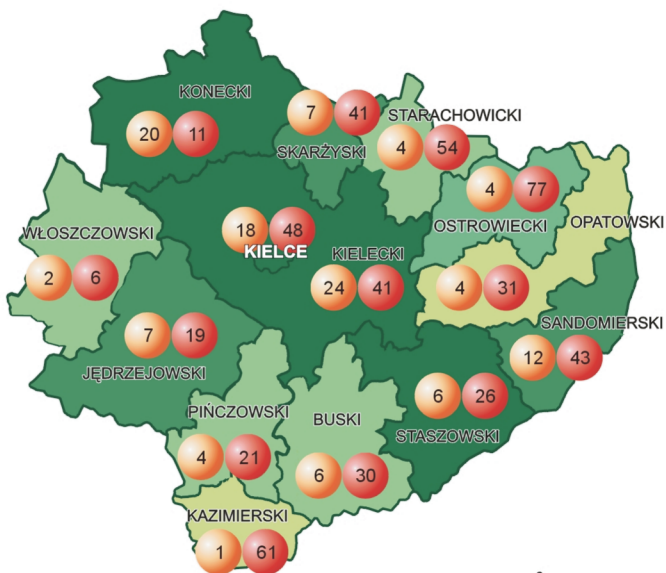 KONECKI
20 11
7 41
SKARŻYSKI
STARACHOWICKI
4 54
4 77
OSTROWIECKI
OPATOWSKI
WŁOSZCZOWSKI
2 6
18 48
KIELCE
KIELECKI
24 41
4 31
SANDOMIERSKI
12 43
7 19
JĘDRZEJOWSKI
PIŃCZOWSKI
4 21
BUSKI
6 30
6 26
STASZOWSKI
KAZIMIERSKI
1 61